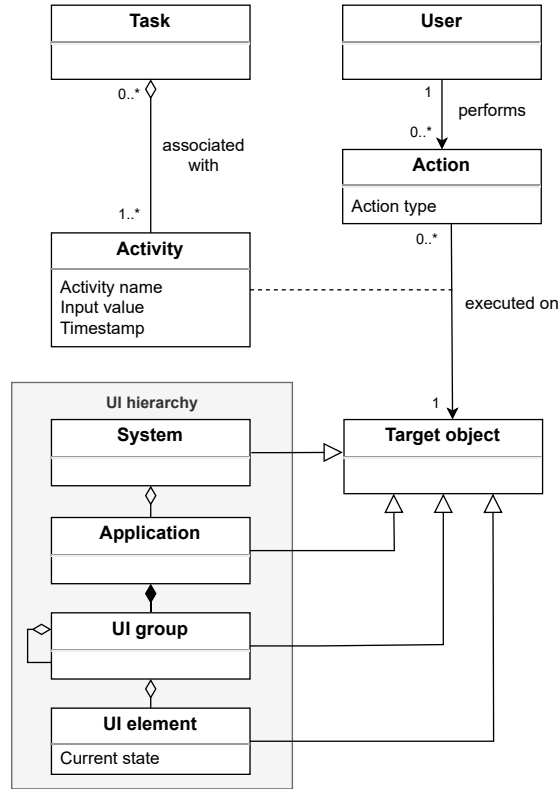 Task
User
0..*
1
performs
associated
with
0..*
Action
Action type
1..*
0..*
Activity
Activity name
Input value
Timestamp
executed on
UI hierarchy
1
System
Target object
Application
UI group
UI element
Current state